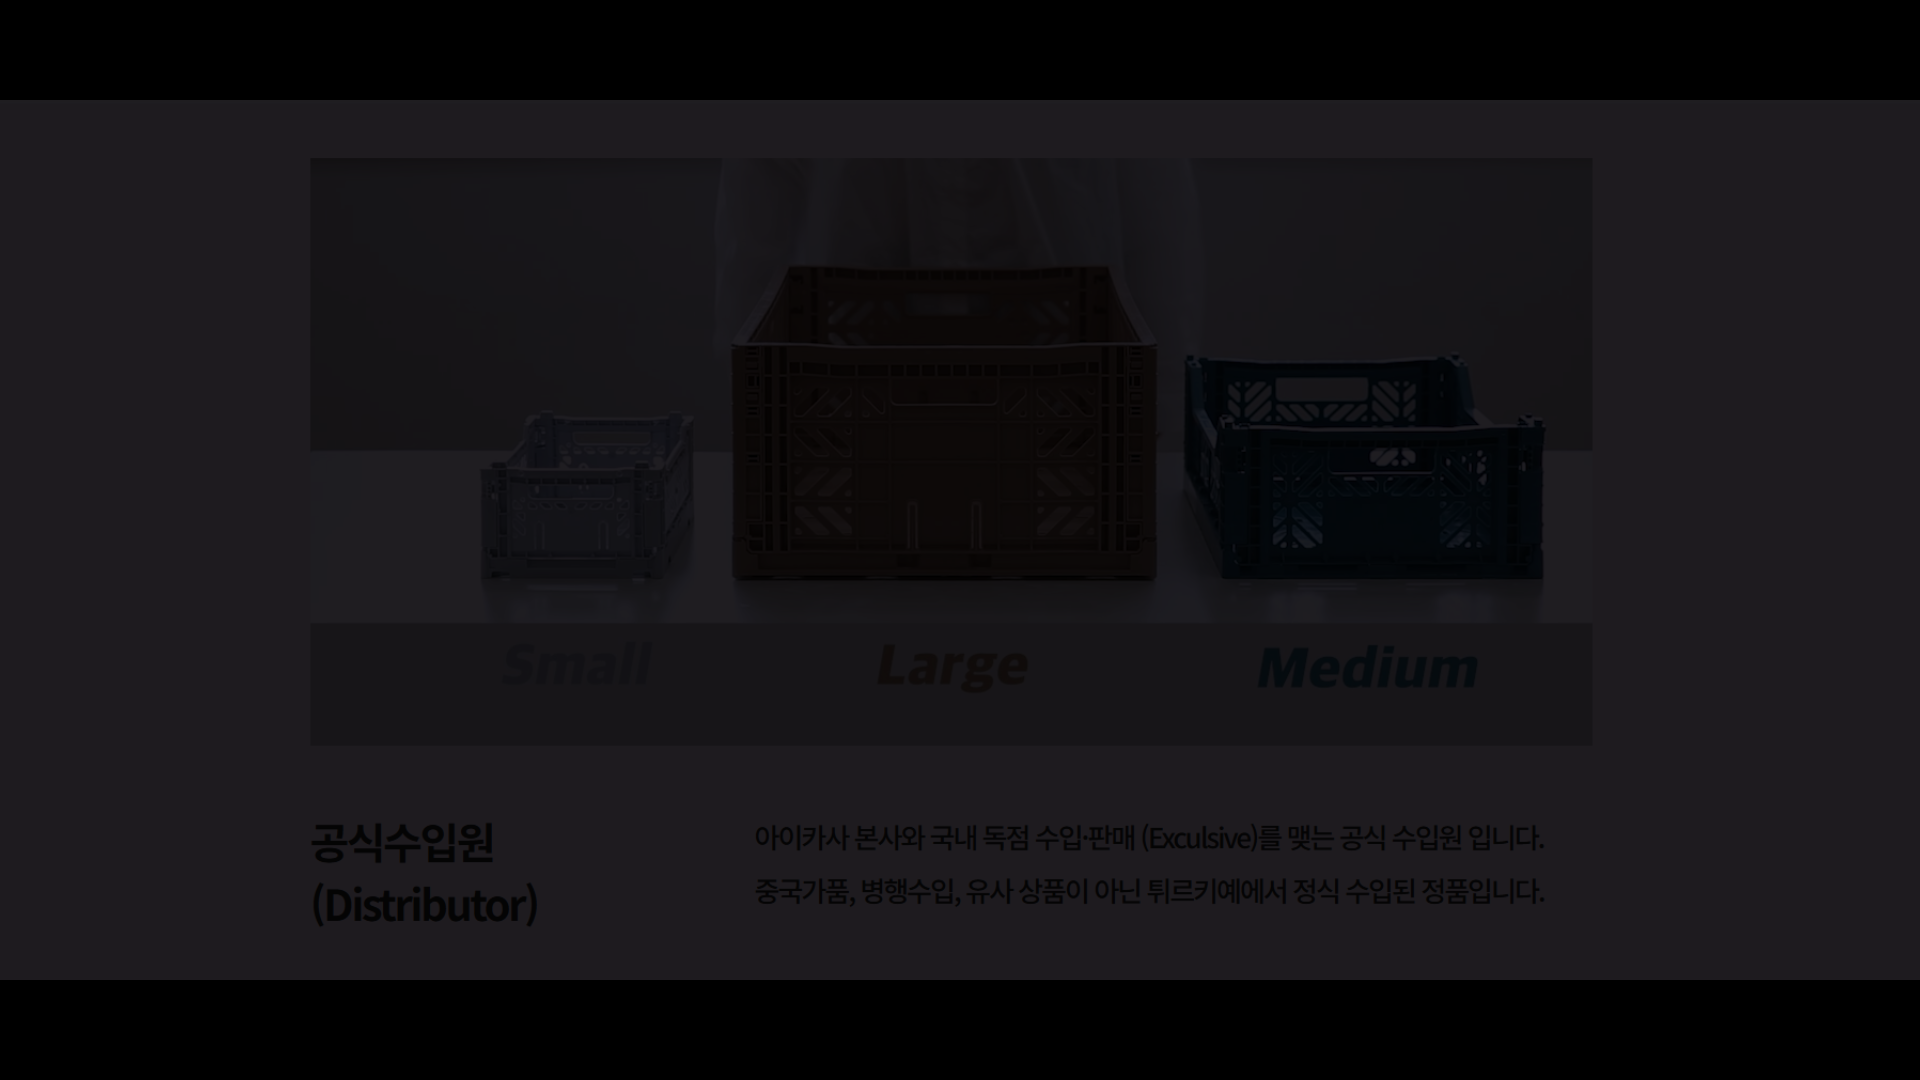 Small
Large
Medium
공식수입원
(Distributor)
아이카사 본사와 국내 독점 수입·판매 (Exculsive)를 맺는 공식 수입원 입니다.
중국가품, 병행수입, 유사 상품이 아닌 튀르키예에서 정식 수입된 정품입니다.